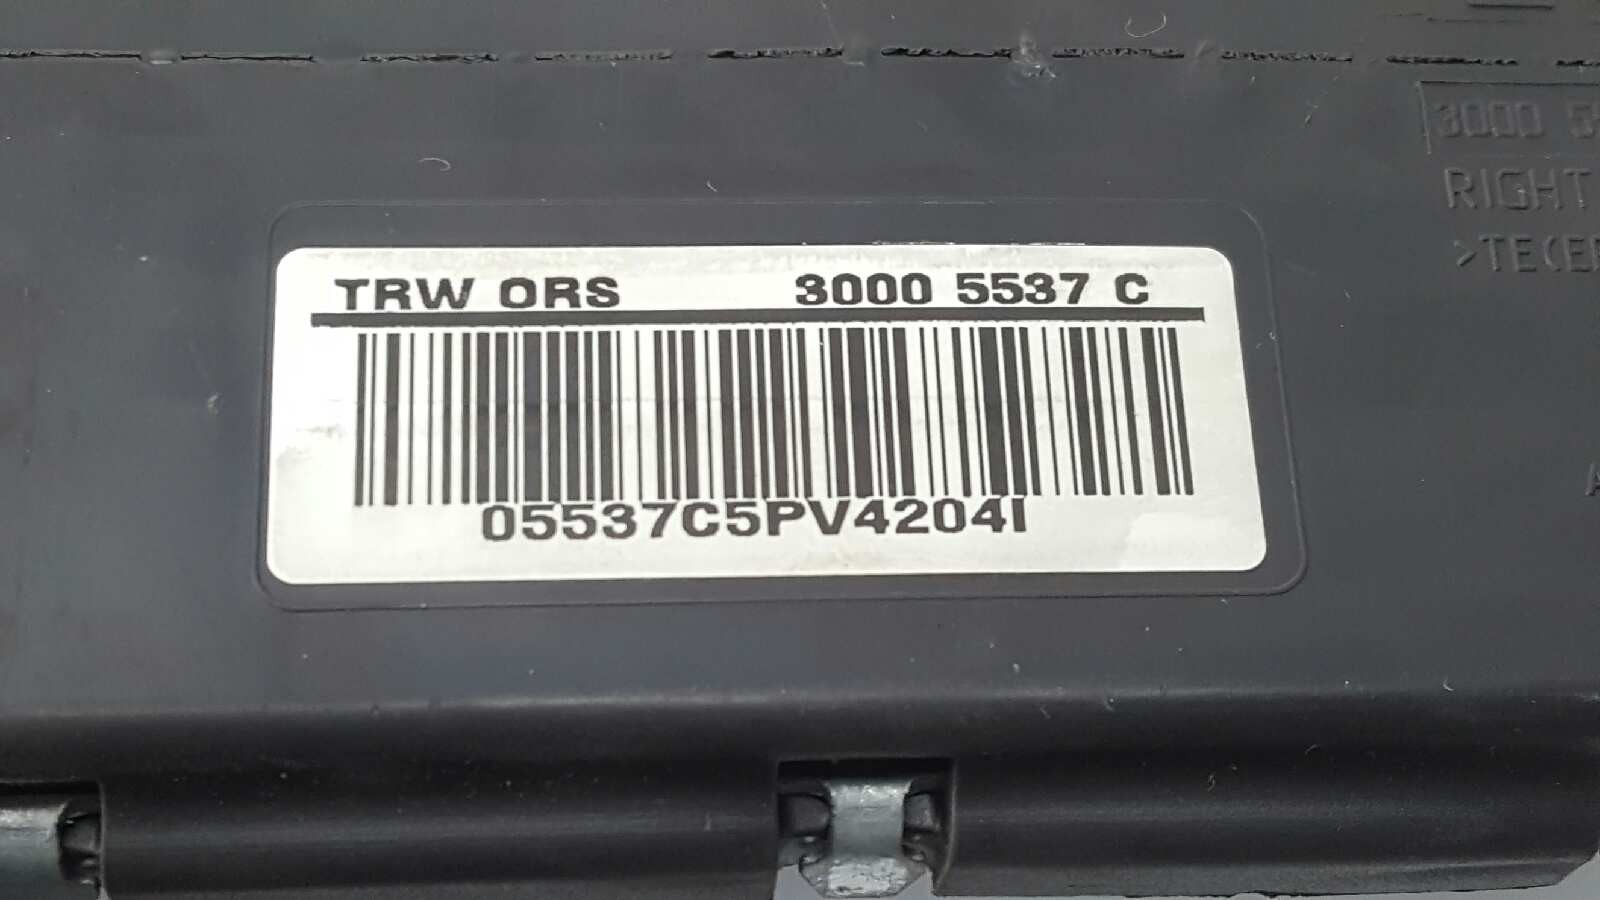 3000 5
RIGHT
>TE(E
TRW ORS 3000 5537 C
05537C5PV4204I